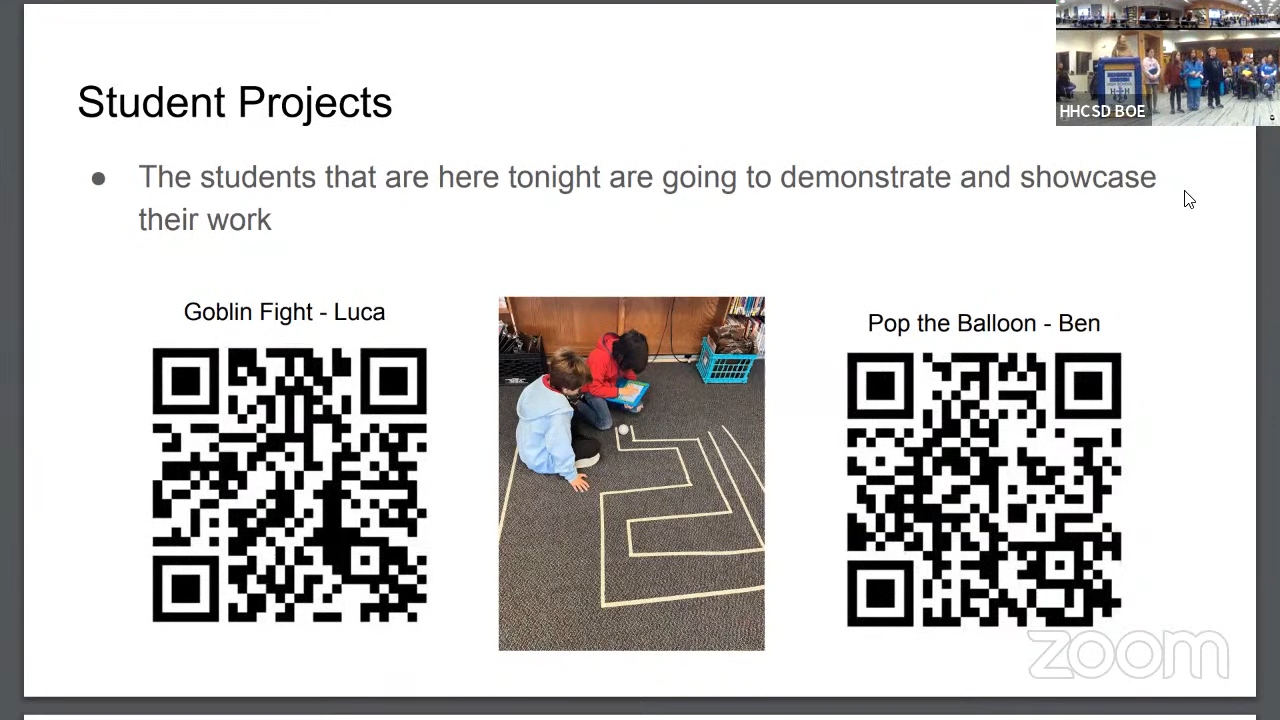 Student Projects
HHCSD BOE
● The students that are here tonight are going to demonstrate and showcase
their work
Goblin Fight - Luca
Pop the Balloon - Ben
zoom